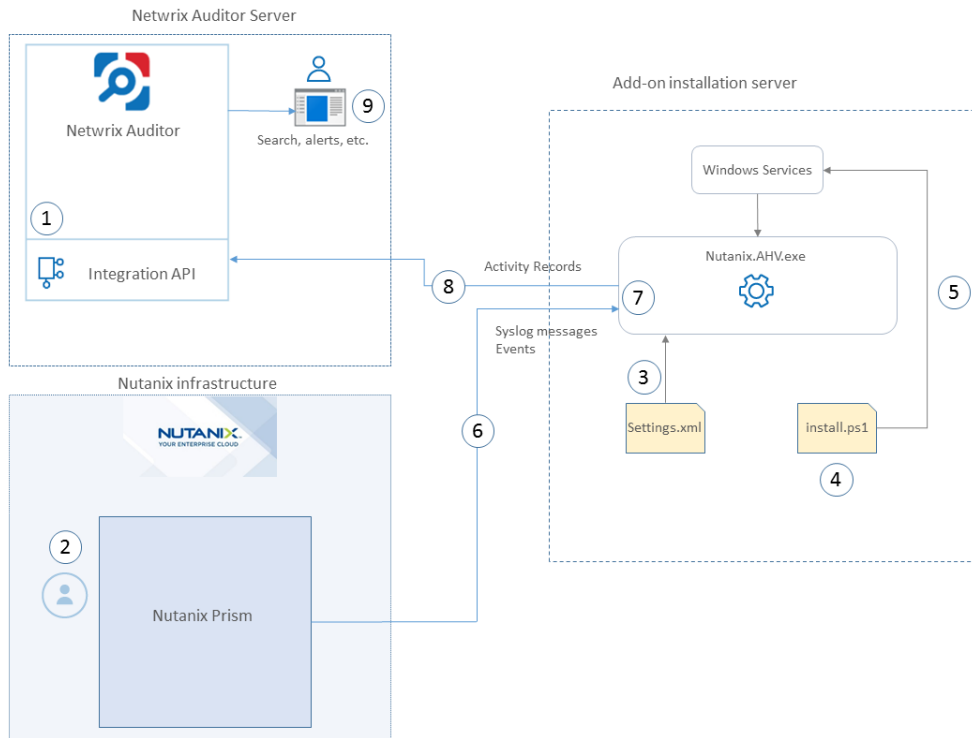 Netwrix Auditor Server
Netwrix Auditor
9
Search, alerts, etc.
1
Integration API
Add-on installation server
Windows Services
Nutanix.AHV.exe
5
Activity Records
8
7
Syslog messages
Events
3
Settings.xml
install.ps1
4
6
Nutanix infrastructure
NUTANIX
YOUR ENTERPRISE CLOUD
2
Nutanix Prism